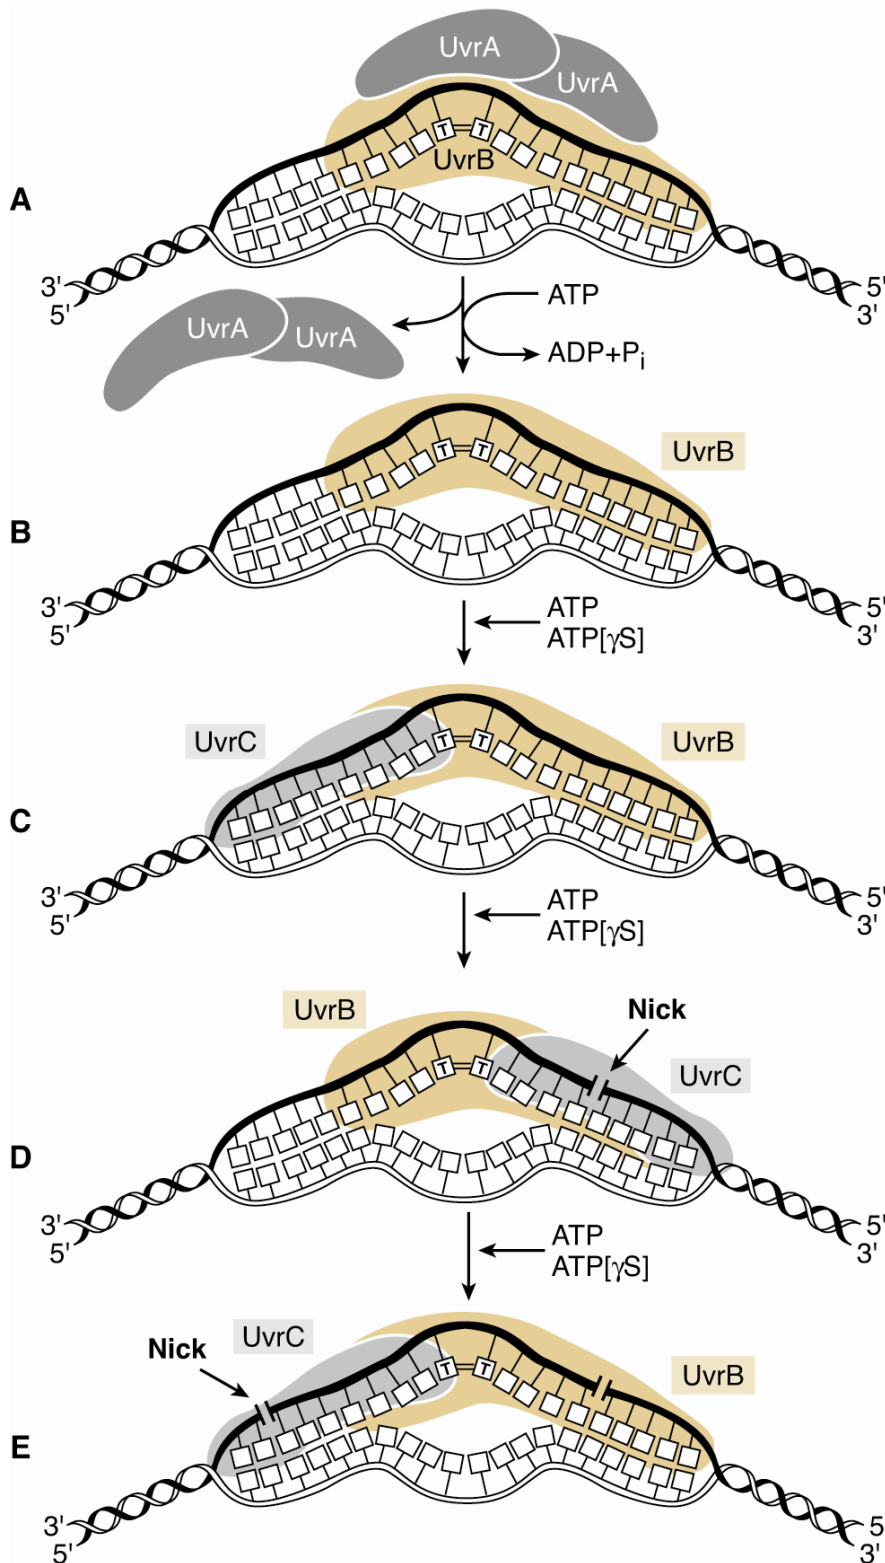 UvrA
UvrA
T T
UvrB
A
3' 5'
5' 3'
ATP
UvrA UvrA
ADP+Pi
UvrB
T T
B
3' 5'
5' 3'
ATP
ATP[γS]
UvrC UvrB
T T
C
3' 5'
5' 3'
ATP
ATP[γS]
UvrB Nick
UvrC
T T
D
3' 5'
5' 3'
ATP
ATP[γS]
UvrC
Nick
T T
UvrB
E
3' 5
5' 3'